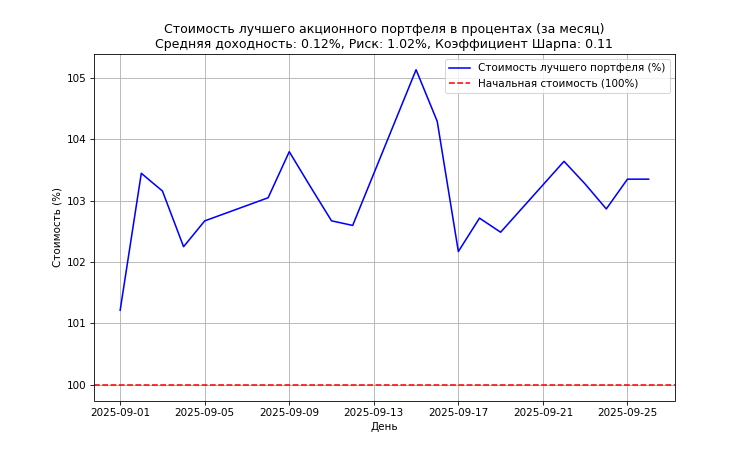 Стоимость лучшего акционного портфеля в процентах (за месяц)
Средняя доходность: 0.12%, Риск: 1.02%, Коэффициент Шарпа: 0.11
Стоимость лучшего портфеля (%)
Начальная стоимость (100%)
Стоимость (%)
105
104
103
102
101
100
2025-09-01
2025-09-05
2025-09-09
2025-09-13
2025-09-17
2025-09-21
2025-09-25
День